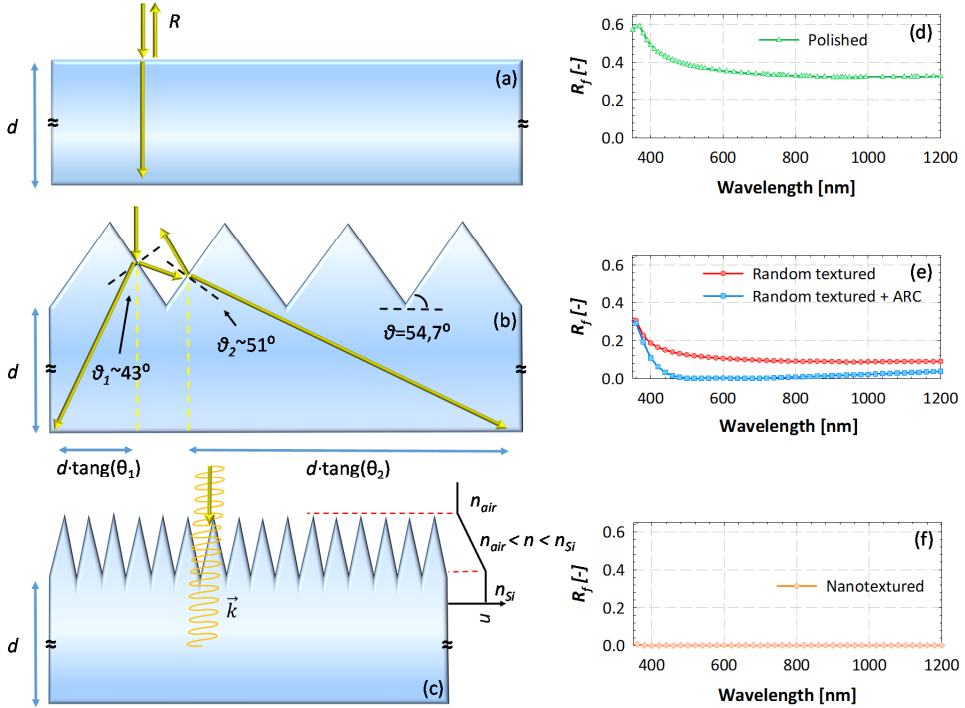 R
(a)
d
≈
≈
ϑ1~43°
ϑ2~51°
ϑ=54,7°
(b)
d
≈
≈
d·tang(θ1)
d·tang(θ2)
nair
nair < n < nSi
nSi
n
k
d
≈
≈
(c)
(d)
Polished
Rf [-]
0.6
0.4
0.2
0.0
400 600 800 1000 1200
Wavelength [nm]
(e)
Random textured
Random textured + ARC
Rf [-]
0.6
0.4
0.2
0.0
400 600 800 1000 1200
Wavelength [nm]
(f)
Nanotextured
Rf [-]
0.6
0.4
0.2
0.0
400 600 800 1000 1200
Wavelength [nm]